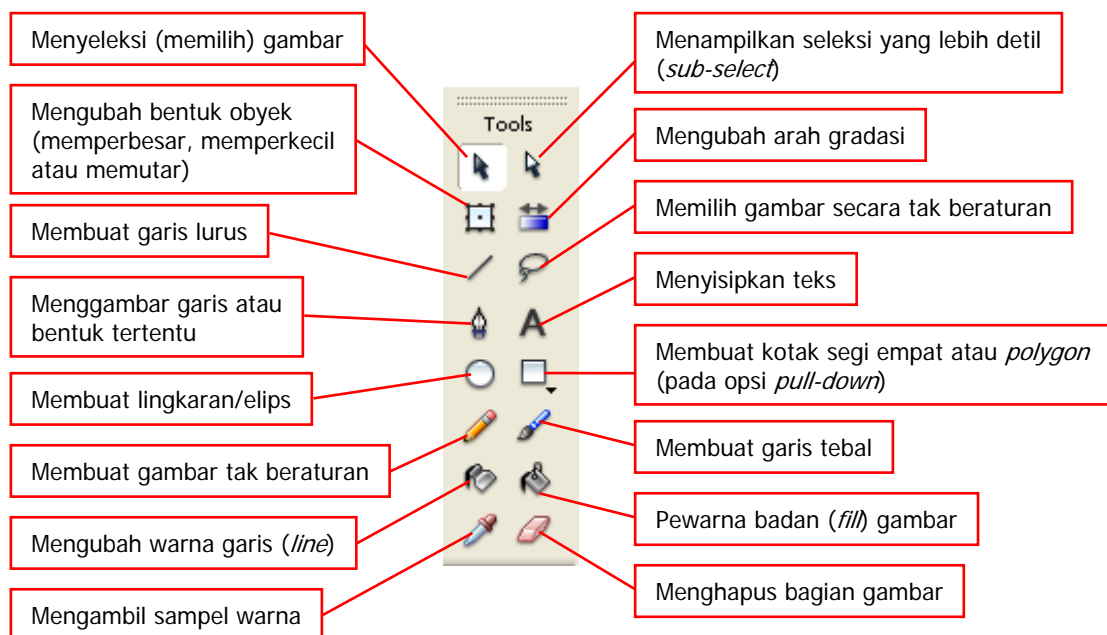 Menyeleksi (memilih) gambar
Mengubah bentuk obyek
(memperbesar, memperkecil
atau memutar)
Membuat garis lurus
Menggambar garis atau
bentuk tertentu
Membuat lingkaran/elips
Membuat gambar tak beraturan
Mengubah warna garis (line)
Mengambil sampel warna
Tools
A
Menampilkan seleksi yang lebih detil
(sub-select)
Mengubah arah gradasi
Memilih gambar secara tak beraturan
Menyisipkan teks
Membuat kotak segi empat atau polygon
(pada opsi pull-down)
Membuat garis tebal
Pewarna badan (fill) gambar
Menghapus bagian gambar